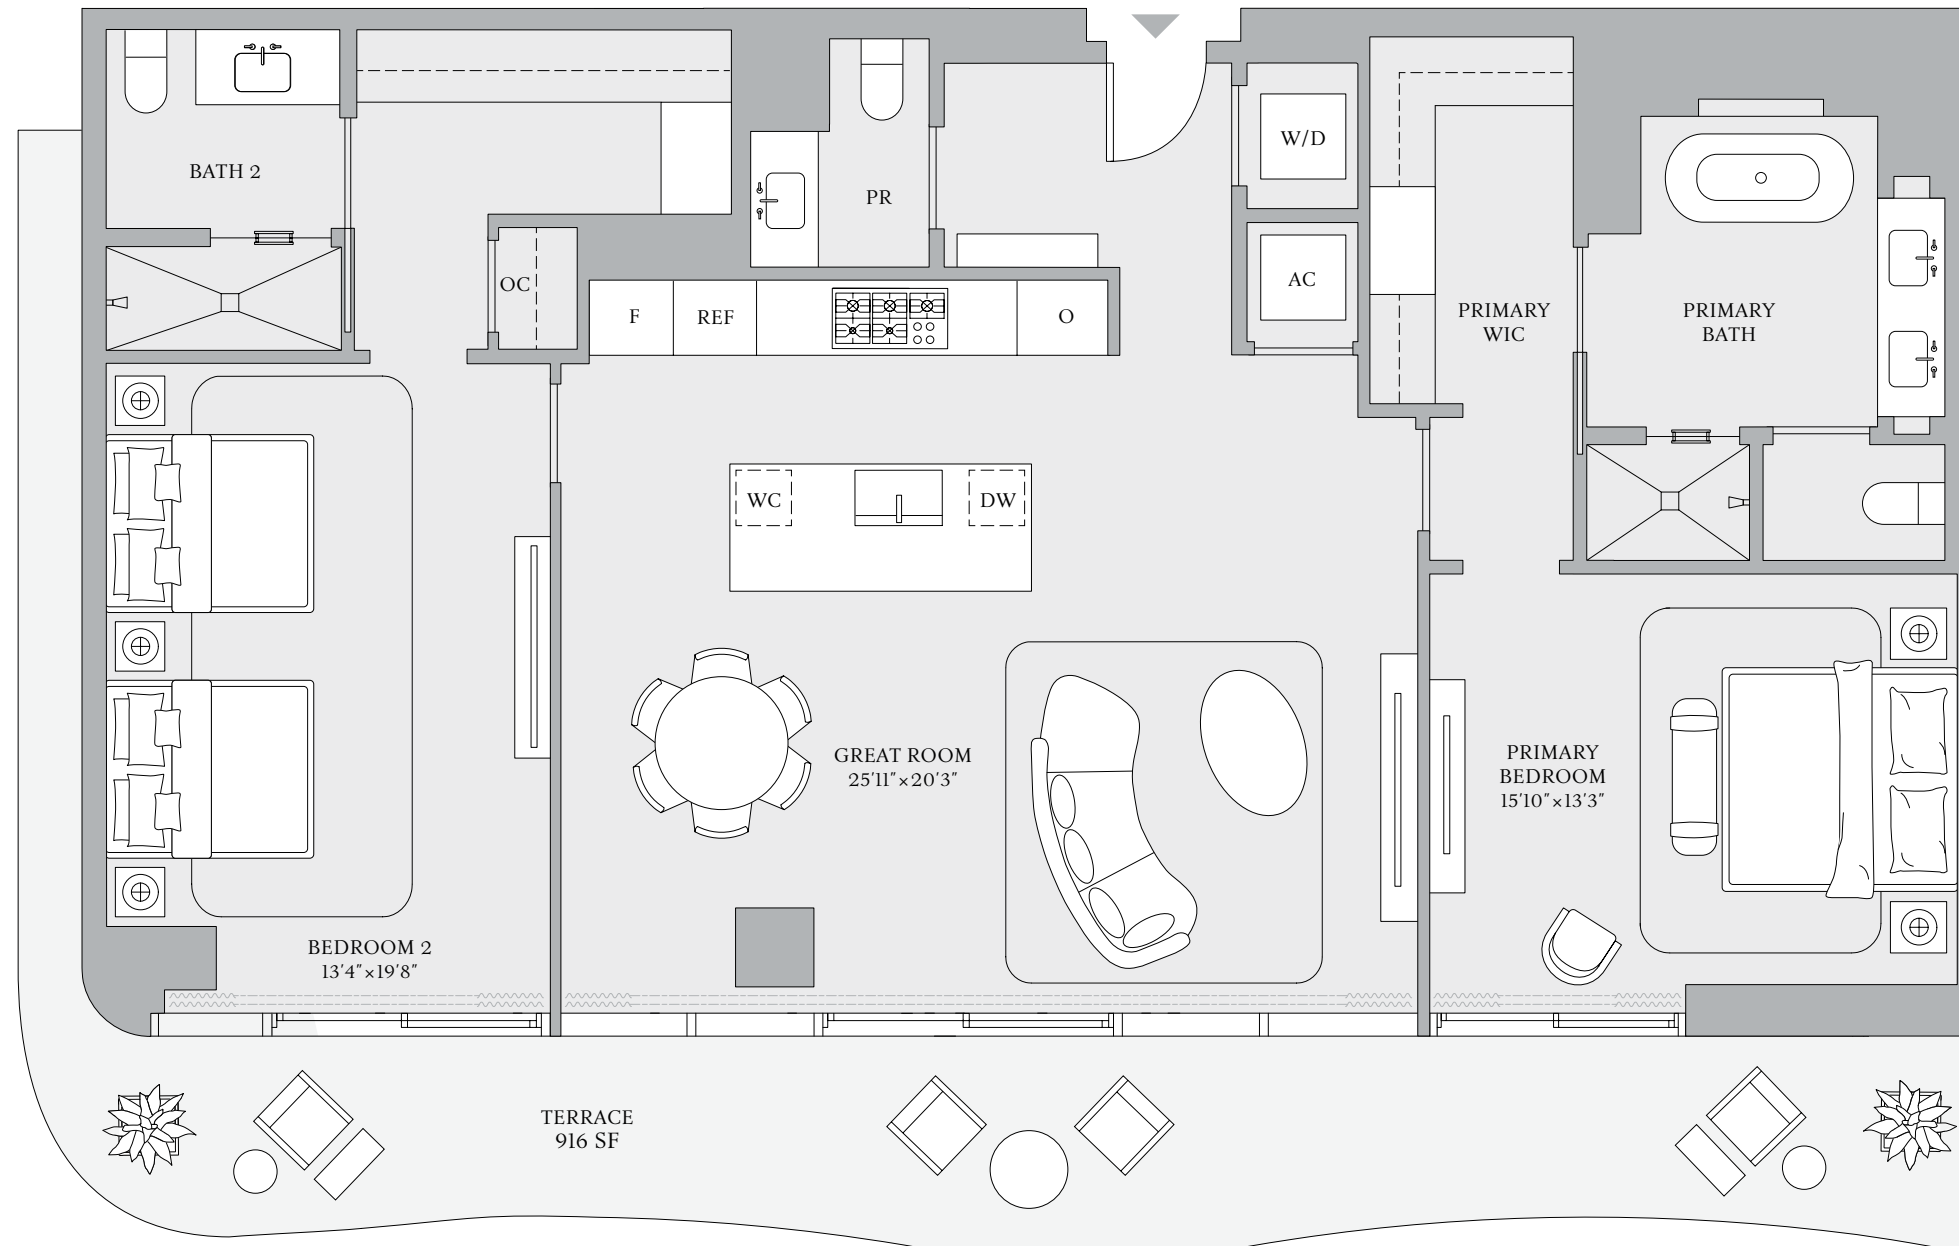 BATH 2
PR
W/D
OC
AC
F
REF
O
PRIMARY
WIC
PRIMARY
BATH
WC
DW
GREAT ROOM
25'11"×20'3"
PRIMARY
BEDROOM
15'10"×13'3"
BEDROOM 2
13'4"×19'8"
TERRACE
916 SF